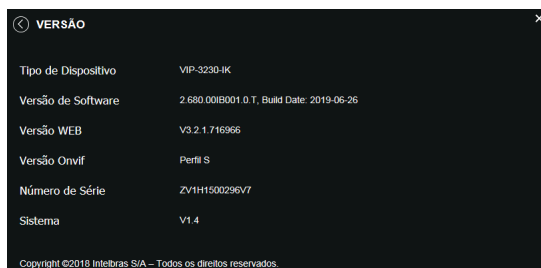 VERSÃO
Tipo de Dispositivo VIP-3230-IK
Versão de Software 2.680.00IB001.0.T, Build Date: 2019-06-26
Versão WEB V3.2.1.716966
Versão Onvif Perfil S
Número de Série ZV1H1500296V7
Sistema V1.4
Copyright ©2018 Intelbras S/A – Todos os direitos reservados.